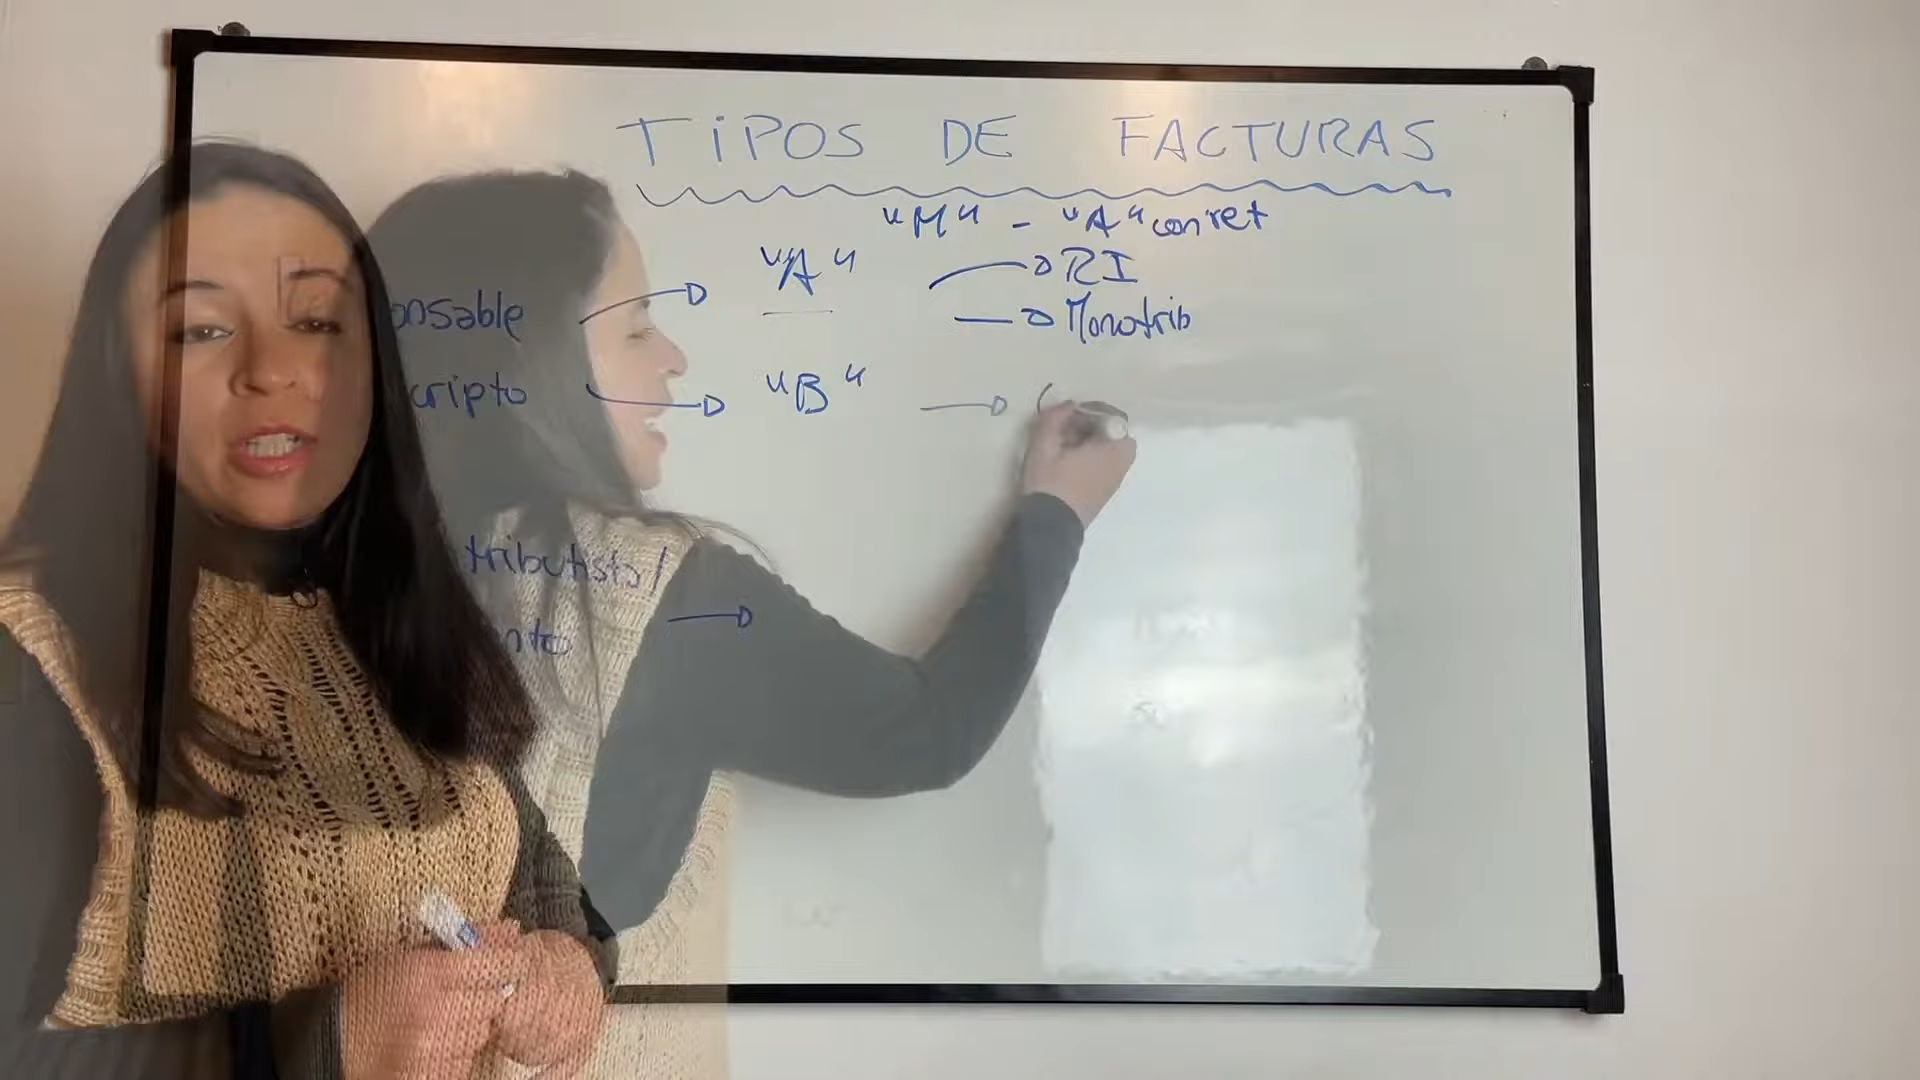 TiPOS DE FACTURAS
"M" - "A" con ret
"A" RI
onsable Monotrib
cripto "B"
tributista/
nto